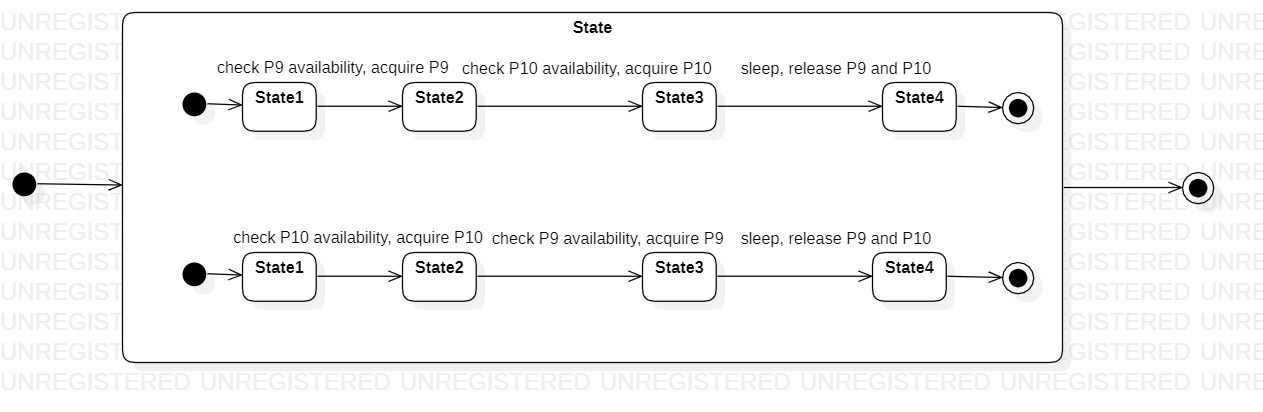 State
check P9 availability, acquire P9 check P10 availability, acquire P10 sleep, release P9 and P10
State1 State2 State3 State4
check P10 availability, acquire P10 check P9 availability, acquire P9 sleep, release P9 and P10
State1 State2 State3 State4
UNREGISTERED UNREGISTERED UNREGISTERED UNREGISTERED UNREGISTERED UNREGISTERED UNRE